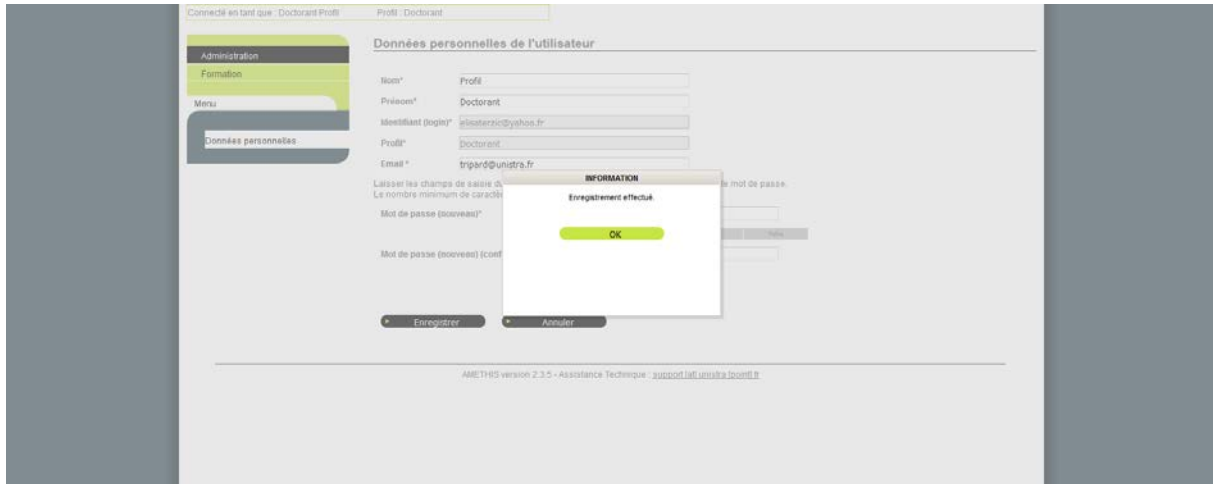 Connecté en tant que : Doctorant Profil Profil : Doctorant
Données personnelles de l'utilisateur
Administration
Formation
Menu
Données personnelles
Nom* Profil
Prénom* Doctorant
Identifiant (login)* elisaterzic@yahoo.fr
Profil* Doctorant
Email * tripard@unistra.fr
Laisser les champs de saisie du le mot de passe.
Le nombre minimum de caractè
Mot de passe (nouveau)*
Mot de passe (nouveau) (conf
INFORMATION
Enregistrement effectué.
OK
Enregistrer Annuler
AMETHIS version 2.3.5 - Assistance Technique : support [at] unistra [point] fr